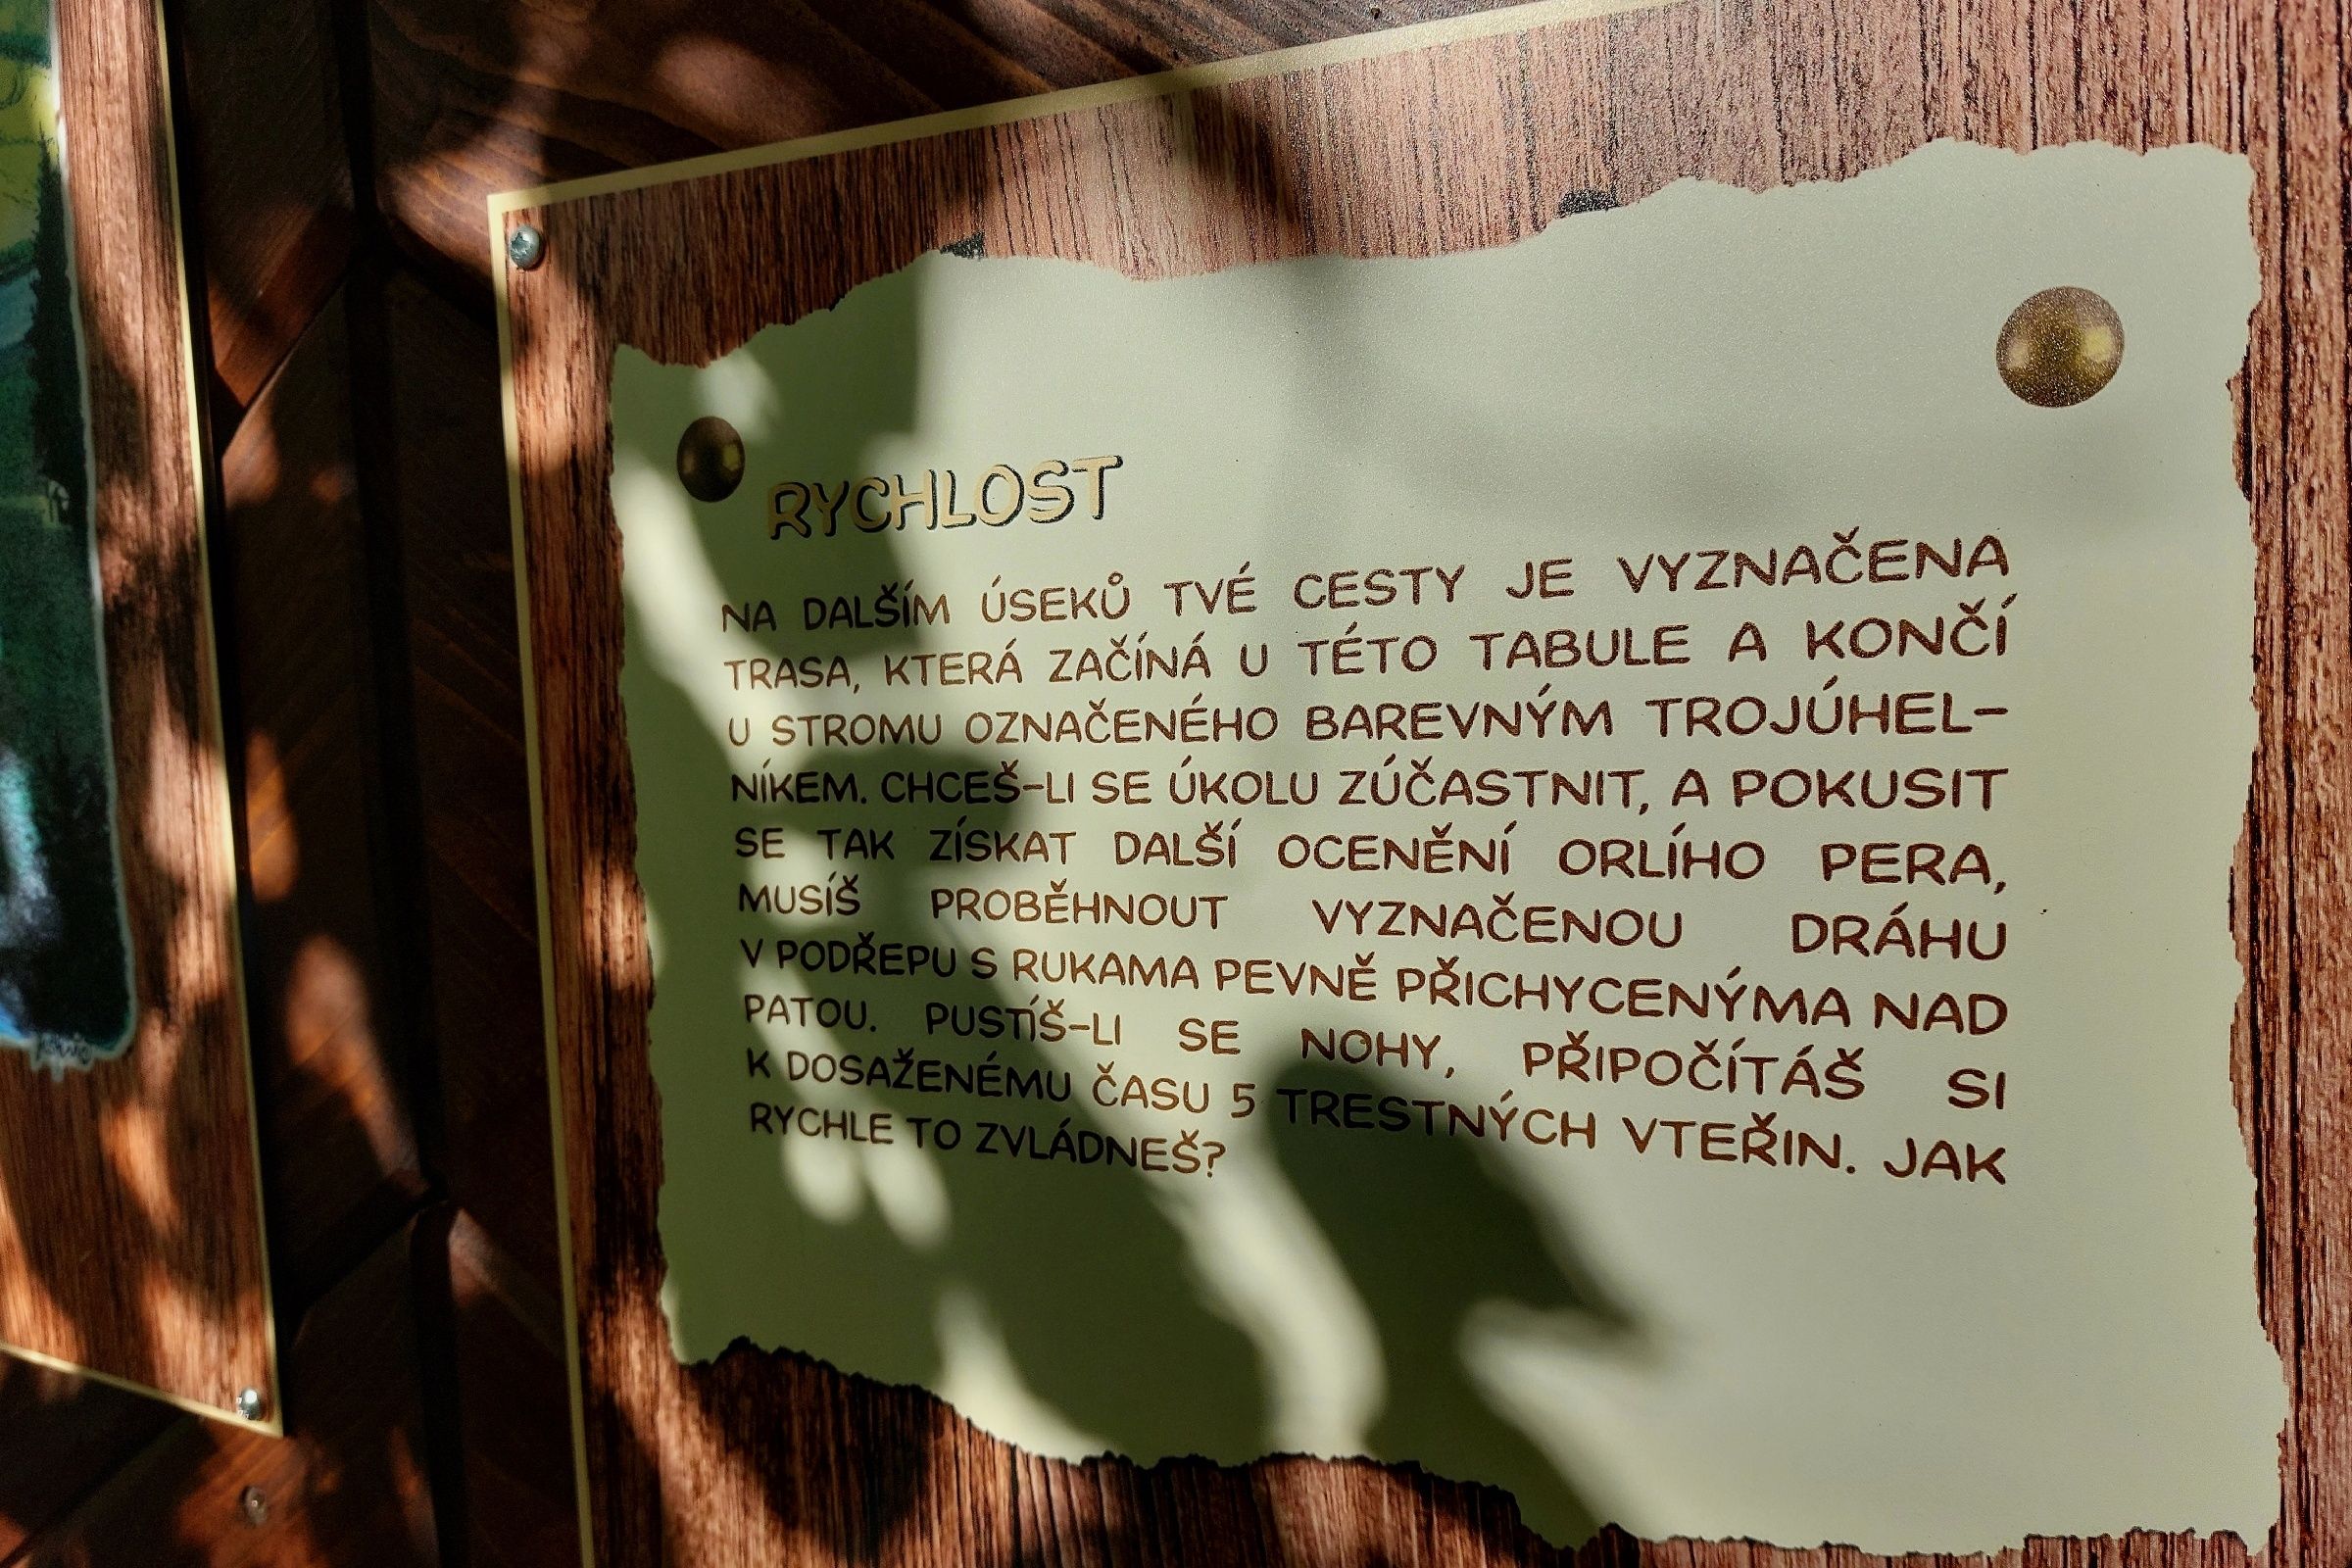 RYCHLOST
NA DALŠÍM ÚSEKŮ TVÉ CESTY JE VYZNAČENA
TRASA, KTERÁ ZAČÍNÁ U TÉTO TABULE A KONČÍ
U STROMU OZNAČENÉHO BAREVNÝM TROJÚHEL-
NÍKEM. CHCEŠ-LI SE ÚKOLU ZÚČASTNIT, A POKUSIT
SE TAK ZÍSKAT DALŠÍ OCENĚNÍ ORLÍHO PERA,
MUSÍŠ PROBĚHNOUT VYZNAČENOU DRÁHU
V PODŘEPU S RUKAMA PEVNĚ PŘICHYCENÝMA NAD
PATOU. PUSTÍŠ-LI SE NOHY, PŘIPOČÍTÁŠ SI
K DOSAŽENÉMU ČASU 5 TRESTNÝCH VTEŘIN. JAK
RYCHLE TO ZVLÁDNEŠ?